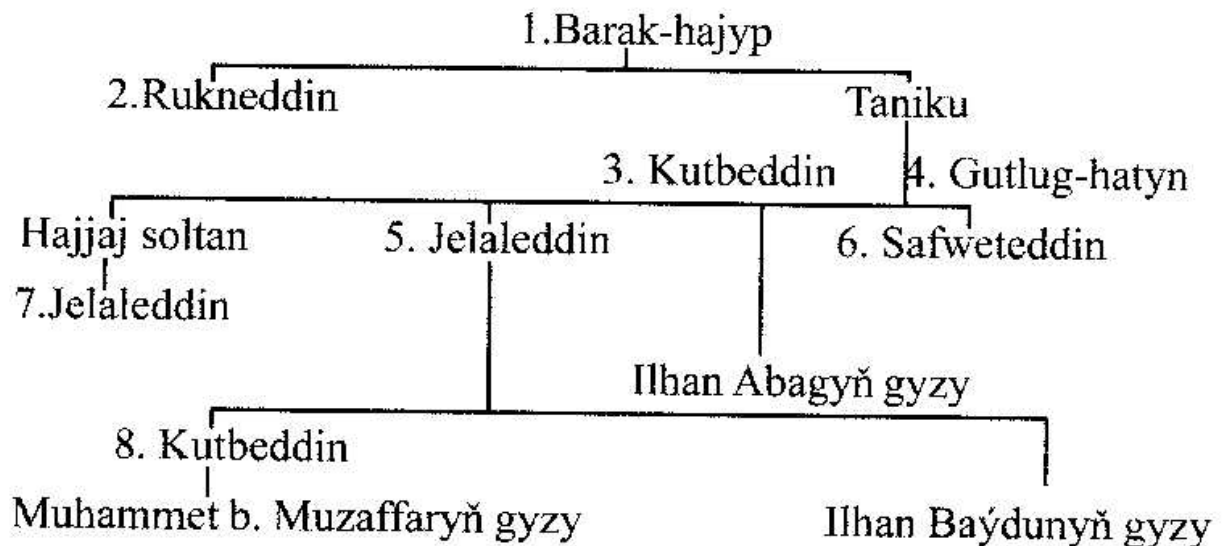 1.Barak-hajyp
2.Rukneddin
Taniku
3. Kutbeddin
4. Gutlug-hatyn
Hajjaj soltan
5. Jelaleddin
6. Safweteddin
7.Jelaleddin
Ilhan Abagyň gyzy
8. Kutbeddin
Muhammet b. Muzaffaryň gyzy
Ilhan Baýdunyň gyzy